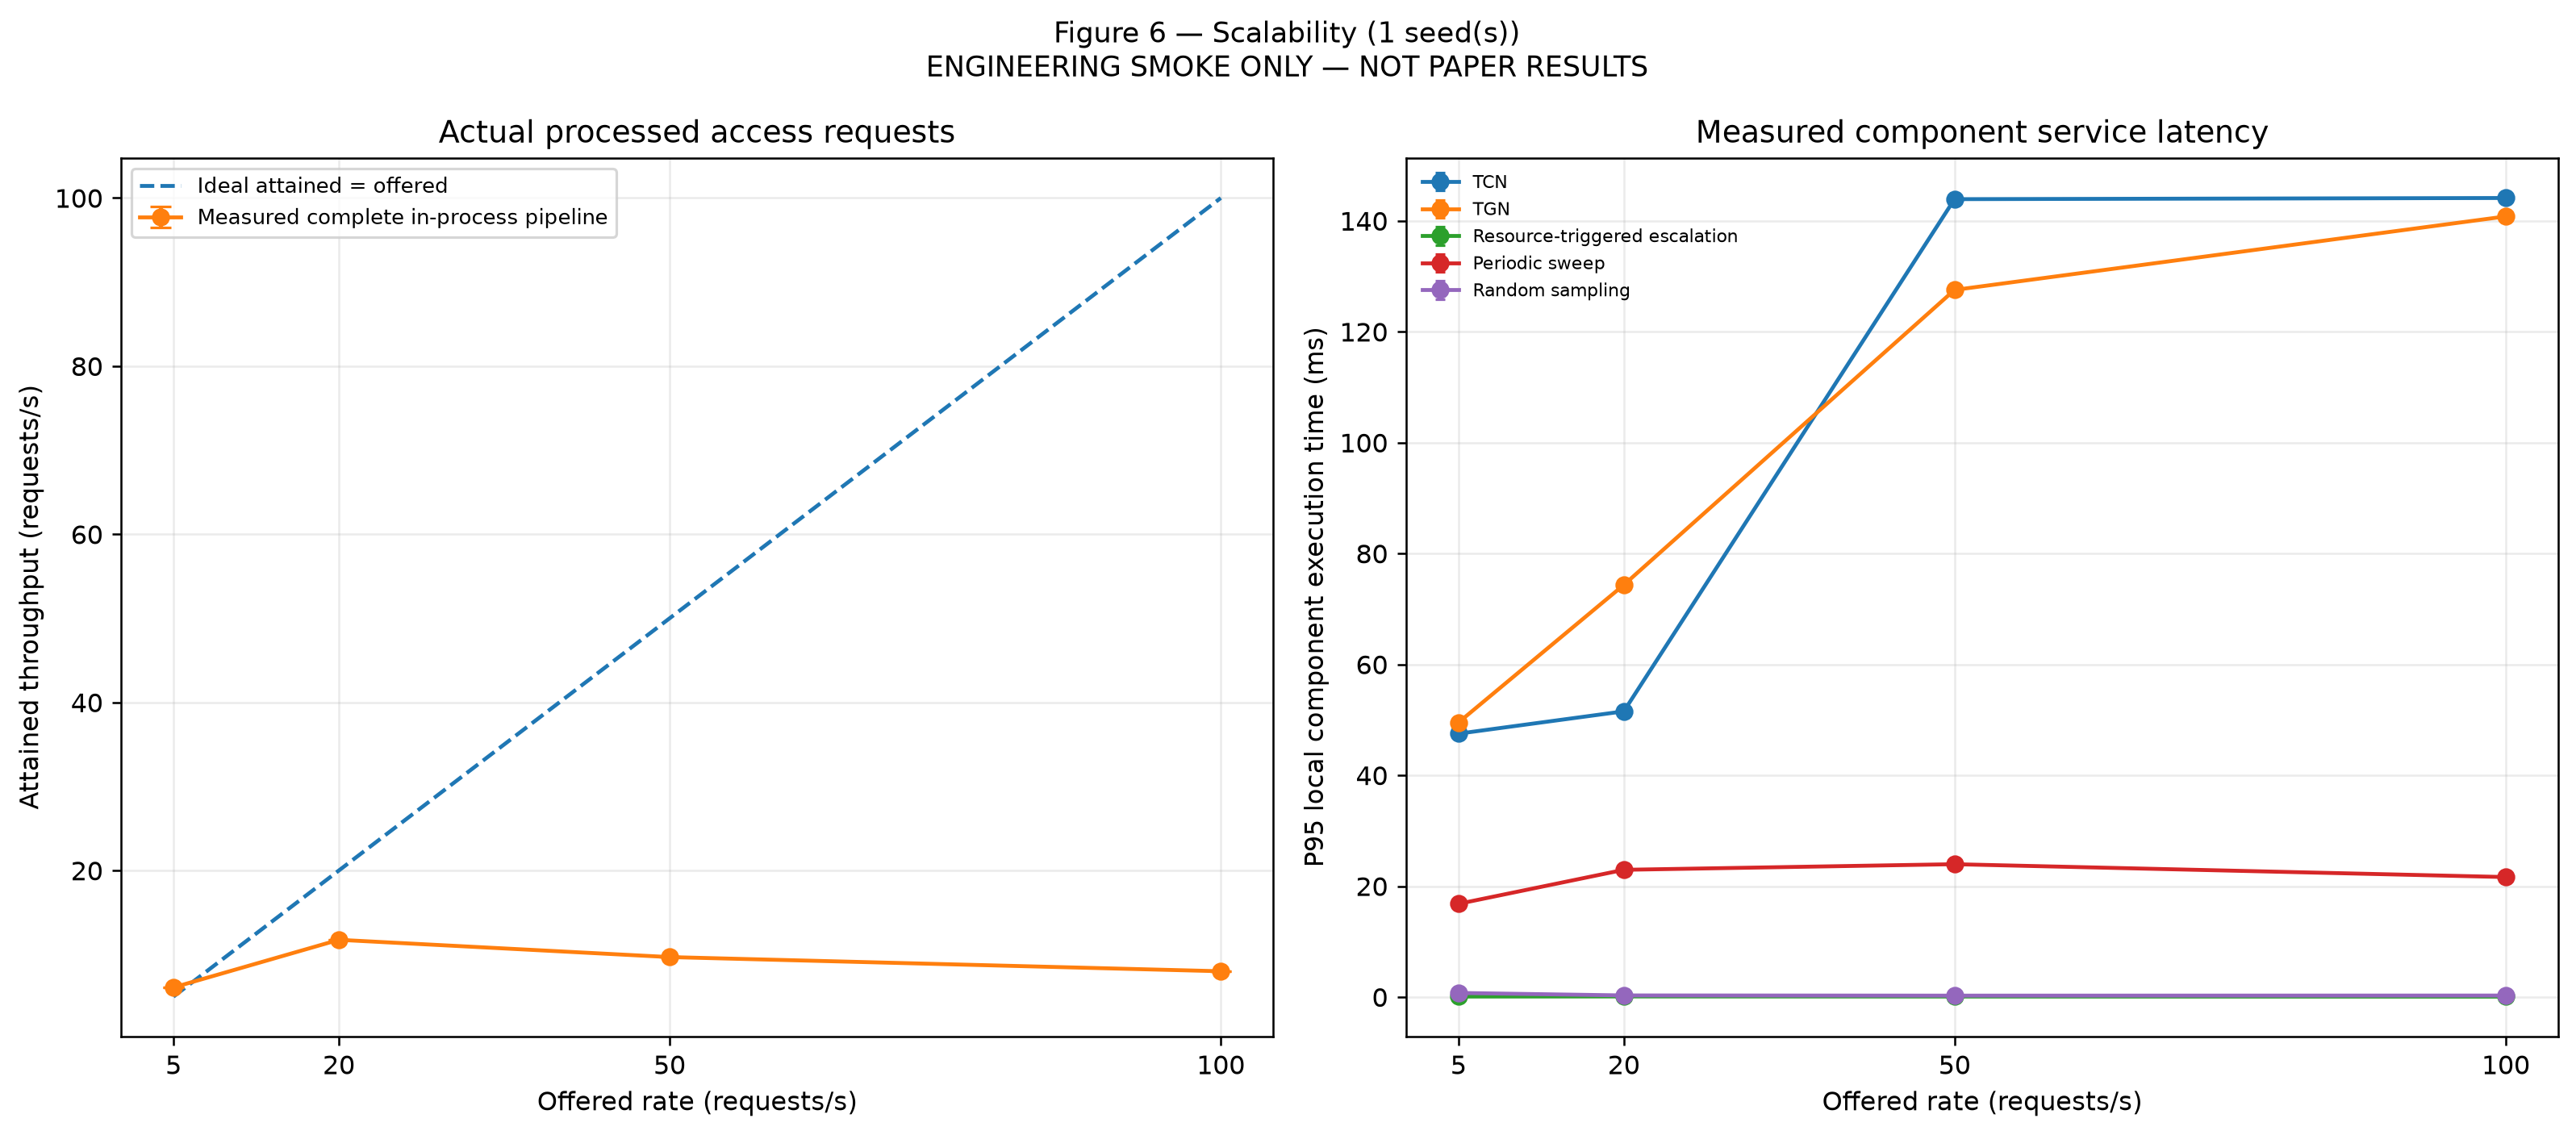 Figure 6 — Scalability (1 seed(s))
ENGINEERING SMOKE ONLY — NOT PAPER RESULTS
Actual processed access requests
Ideal attained = offered
Measured complete in-process pipeline
Attained throughput (requests/s)
100
80
60
40
20
5
20
50
100
Offered rate (requests/s)
Measured component service latency
TCN
TGN
Resource-triggered escalation
Periodic sweep
Random sampling
P95 local component execution time (ms)
140
120
100
80
60
40
20
0
5
20
50
100
Offered rate (requests/s)